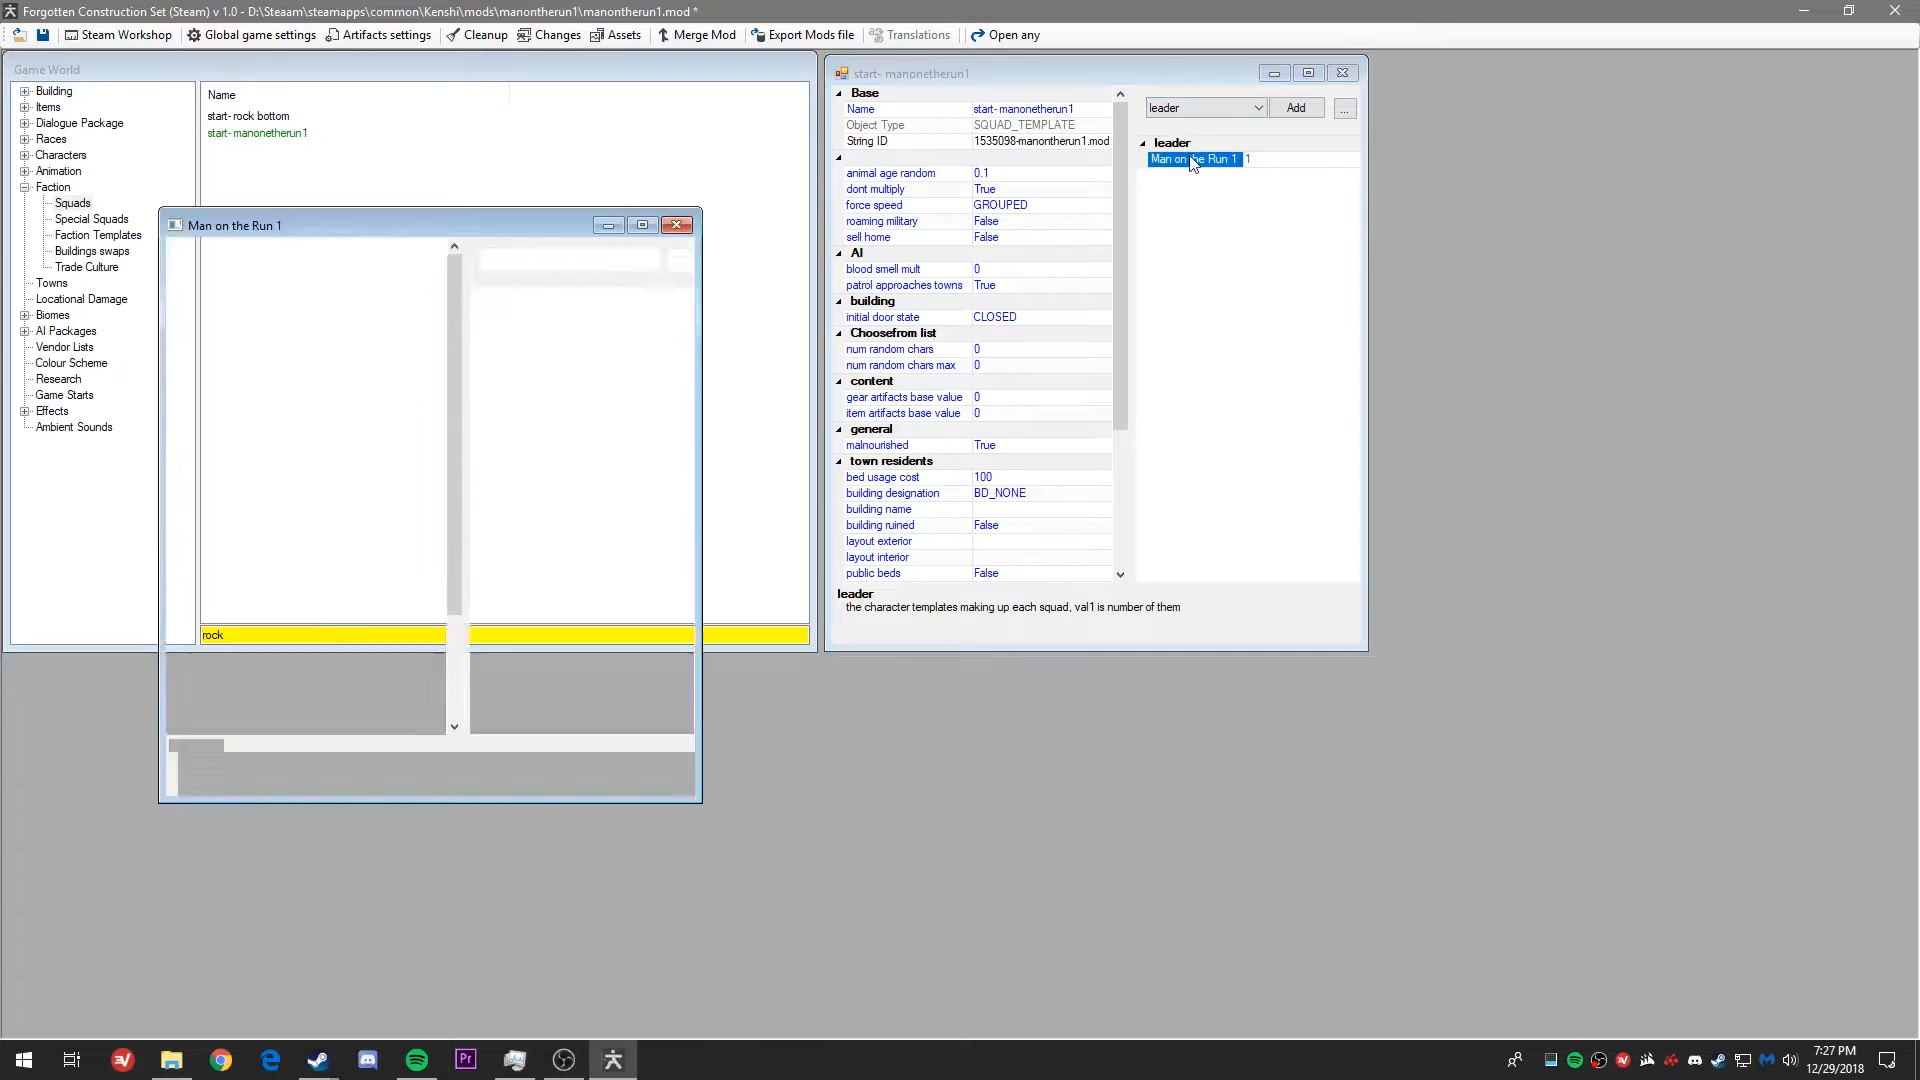 Forgotten Construction Set (Steam) v 1.0 - D:\Steaam\steamapps\common\Kenshi\mods\manontherun1\manontherun1.mod *
Steam Workshop Global game settings Artifacts settings Cleanup Changes Assets Merge Mod Export Mods file Translations Open any
Game World
Building
Items
Dialogue Package
Races
Characters
Animation
Faction
Squads
Special Squads
Faction Templates
Buildings swaps
Trade Culture
Towns
Locational Damage
Biomes
AI Packages
Vendor Lists
Colour Scheme
Research
Game Starts
Effects
Ambient Sounds
Name
start- rock bottom
start- manonetherun1
rock
Man on the Run 1
start- manonetherun1
Base
Name start- manonetherun1
Object Type SQUAD_TEMPLATE
String ID 1535098-manontherun1.mod
animal age random 0.1
dont multiply True
force speed GROUPED
roaming military False
sell home False
AI
blood smell mult 0
patrol approaches towns True
building
initial door state CLOSED
Choosefrom list
num random chars 0
num random chars max 0
content
gear artifacts base value 0
item artifacts base value 0
general
malnourished True
town residents
bed usage cost 100
building designation BD_NONE
building name
building ruined False
layout exterior
layout interior
public beds False
leader
the character templates making up each squad, val1 is number of them
leader Add ...
leader
Man on the Run 1 1
7:27 PM
12/29/2018